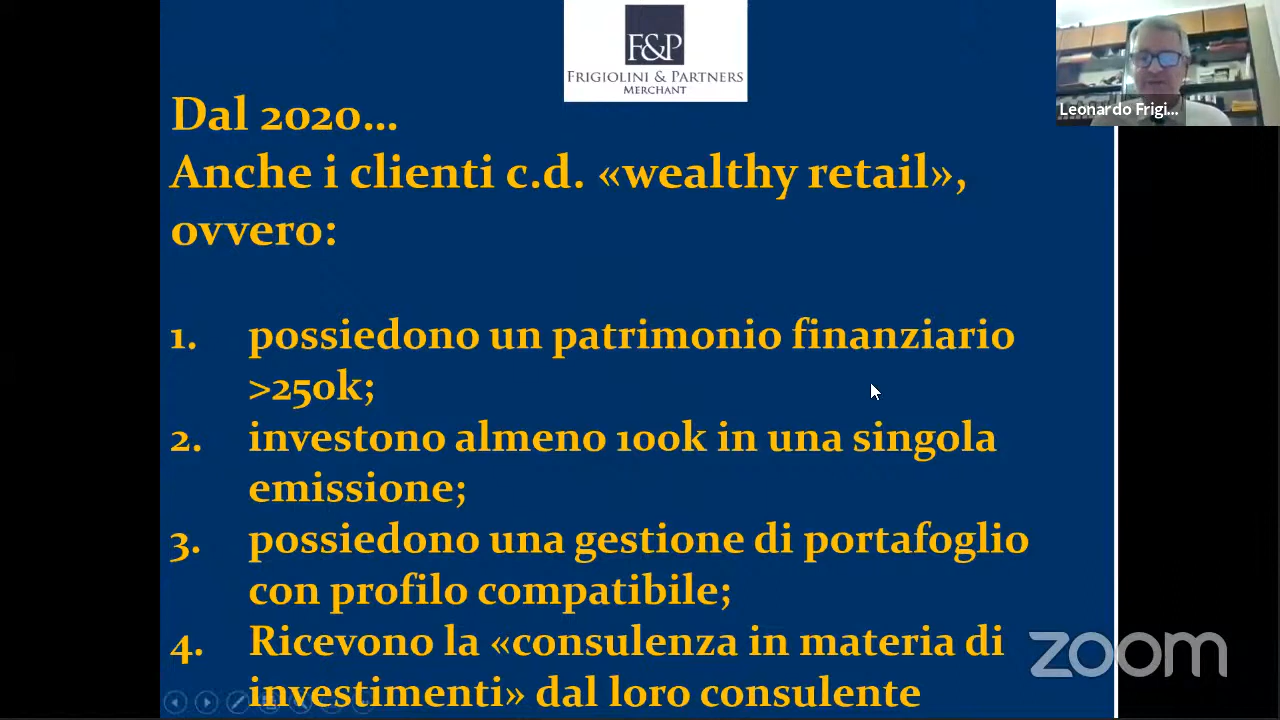 F&P
FRIGIOLINI & PARTNERS
MERCHANT
Leonardo Frigi...
Dal 2020...
Anche i clienti c.d. «wealthy retail»,
ovvero:
1. possiedono un patrimonio finanziario
>250k;
2. investono almeno 100k in una singola
emissione;
3. possiedono una gestione di portafoglio
con profilo compatibile;
4. Ricevono la «consulenza in materia di
investimenti» dal loro consulente
zoom